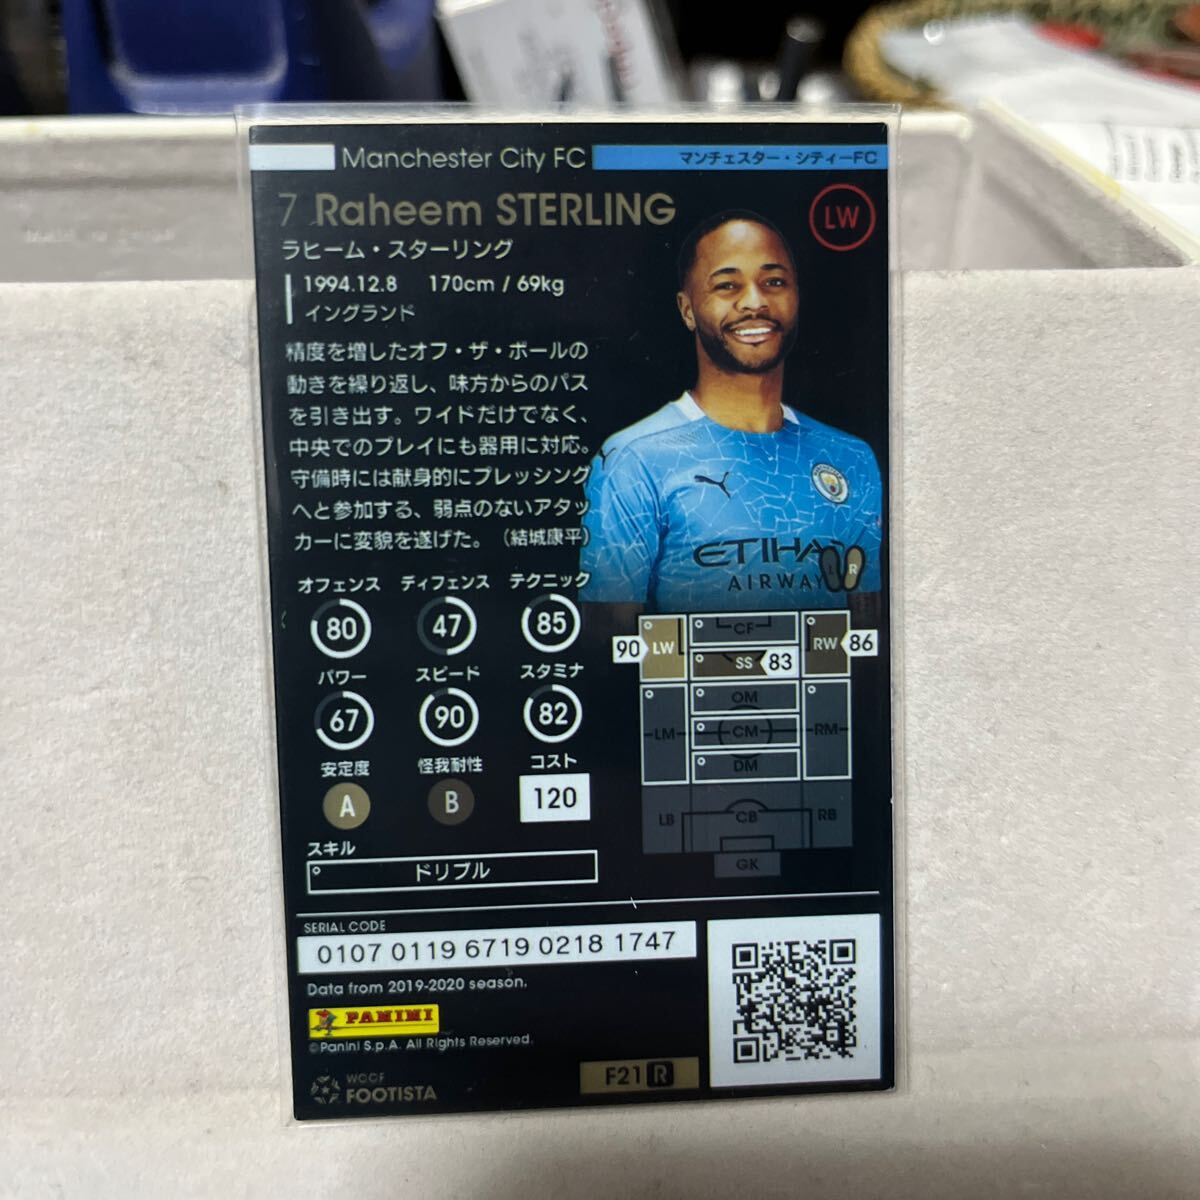 Manchester City FC
マンチェスター・シティーFC
7 Raheem STERLING
LW
ラヒーム・スターリング
1994.12.8 170cm / 69kg
イングランド
精度を増したオフ・ザ・ボールの
動きを繰り返し、味方からのパス
を引き出す。ワイドだけでなく、
中央でのプレイにも器用に対応。
守備時には献身的にプレッシング
へと参加する、弱点のないアタッ
カーに変貌を遂げた。（結城康平）
ETIHAD
AIRWAY
L R
オフェンス ディフェンス テクニック
80 47 85
パワー スピード スタミナ
67 90 82
安定度 怪我耐性 コスト
A B 120
スキル
ドリブル
CF
90 LW RW 86
SS 83
OM
LM CM RM
DM
LB CB RB
GK
SERIAL CODE
0107 0119 6719 0218 1747
Data from 2019-2020 season.
PANINI
©Panini S.p.A. All Rights Reserved.
WCCF
FOOTISTA
F21 R